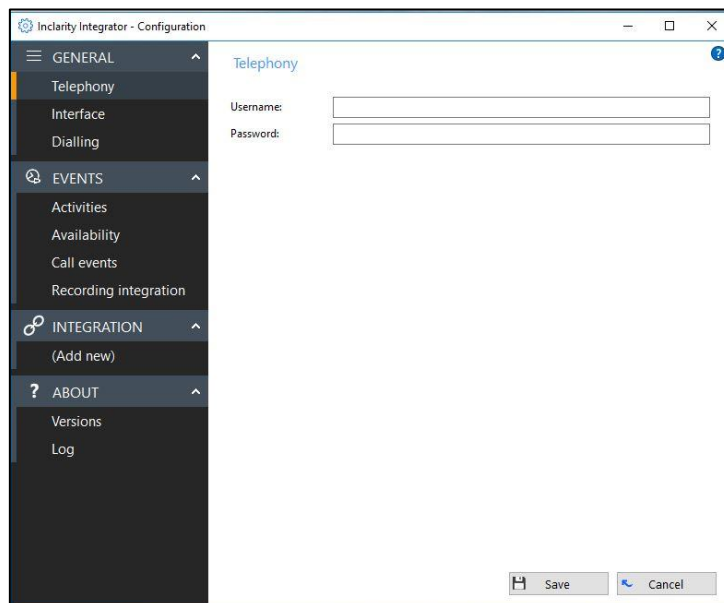 Inclarity Integrator - Configuration
GENERAL
Telephony
Interface
Dialling
EVENTS
Activities
Availability
Call events
Recording integration
INTEGRATION
(Add new)
? ABOUT
Versions
Log
Telephony
?
Username:
Password:
Save
Cancel